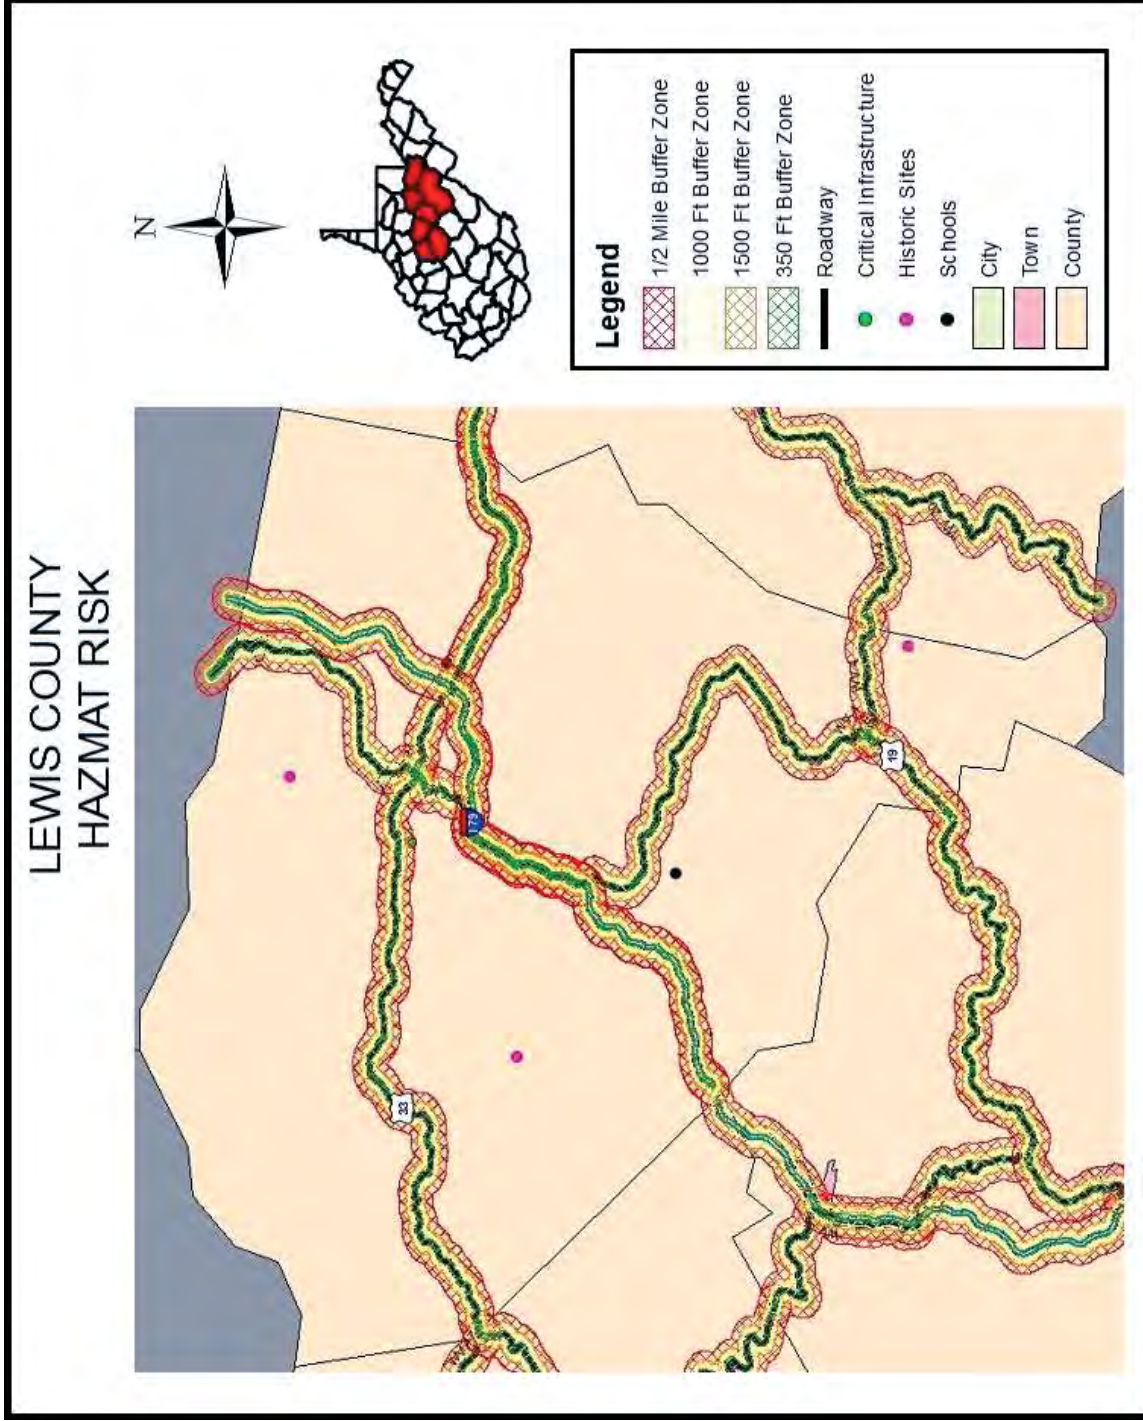 LEWIS COUNTY
HAZMAT RISK
N
Legend
1/2 Mile Buffer Zone
1000 Ft Buffer Zone
1500 Ft Buffer Zone
350 Ft Buffer Zone
Roadway
Critical Infrastructure
Historic Sites
Schools
City
Town
County
33
179
19